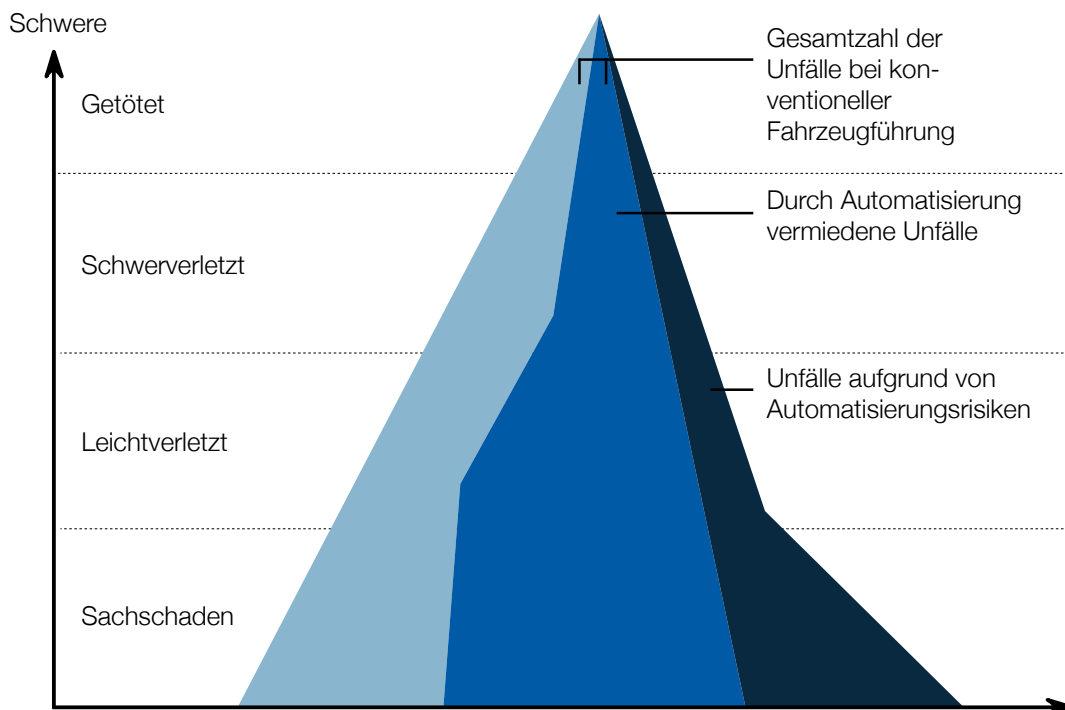 Schwere
Getötet
Schwerverletzt
Leichtverletzt
Sachschaden
Gesamtzahl der
Unfälle bei kon-
ventioneller
Fahrzeugführung
Durch Automatisierung
vermiedene Unfälle
Unfälle aufgrund von
Automatisierungsrisiken